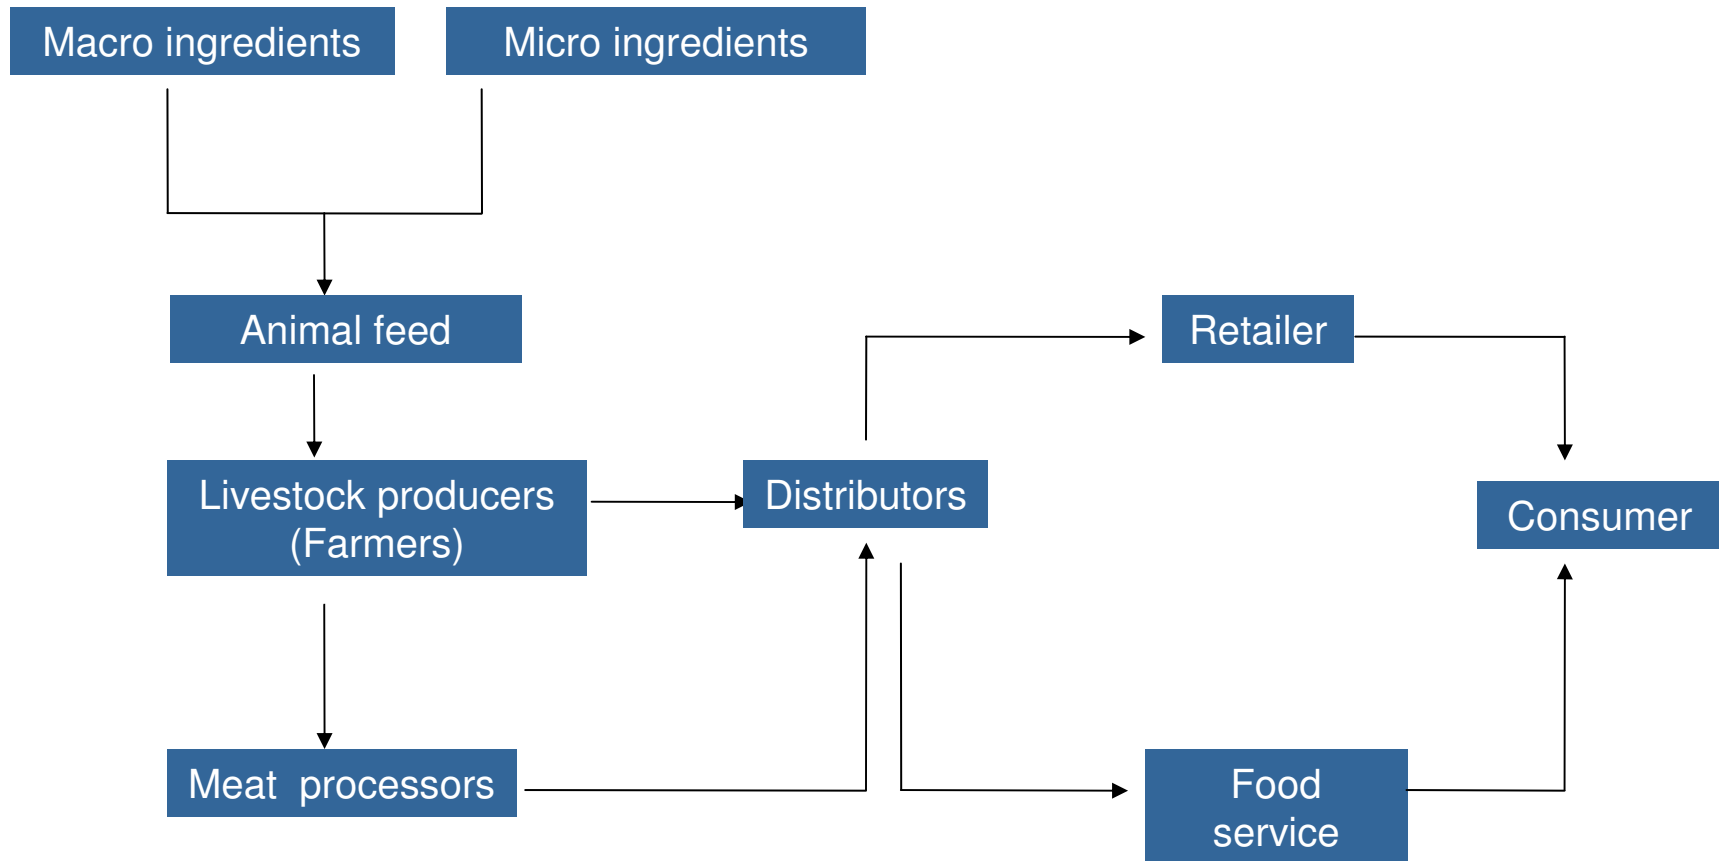 Macro ingredients
Micro ingredients
Animal feed
Retailer
Livestock producers
(Farmers)
Distributors
Consumer
Meat processors
Food
service